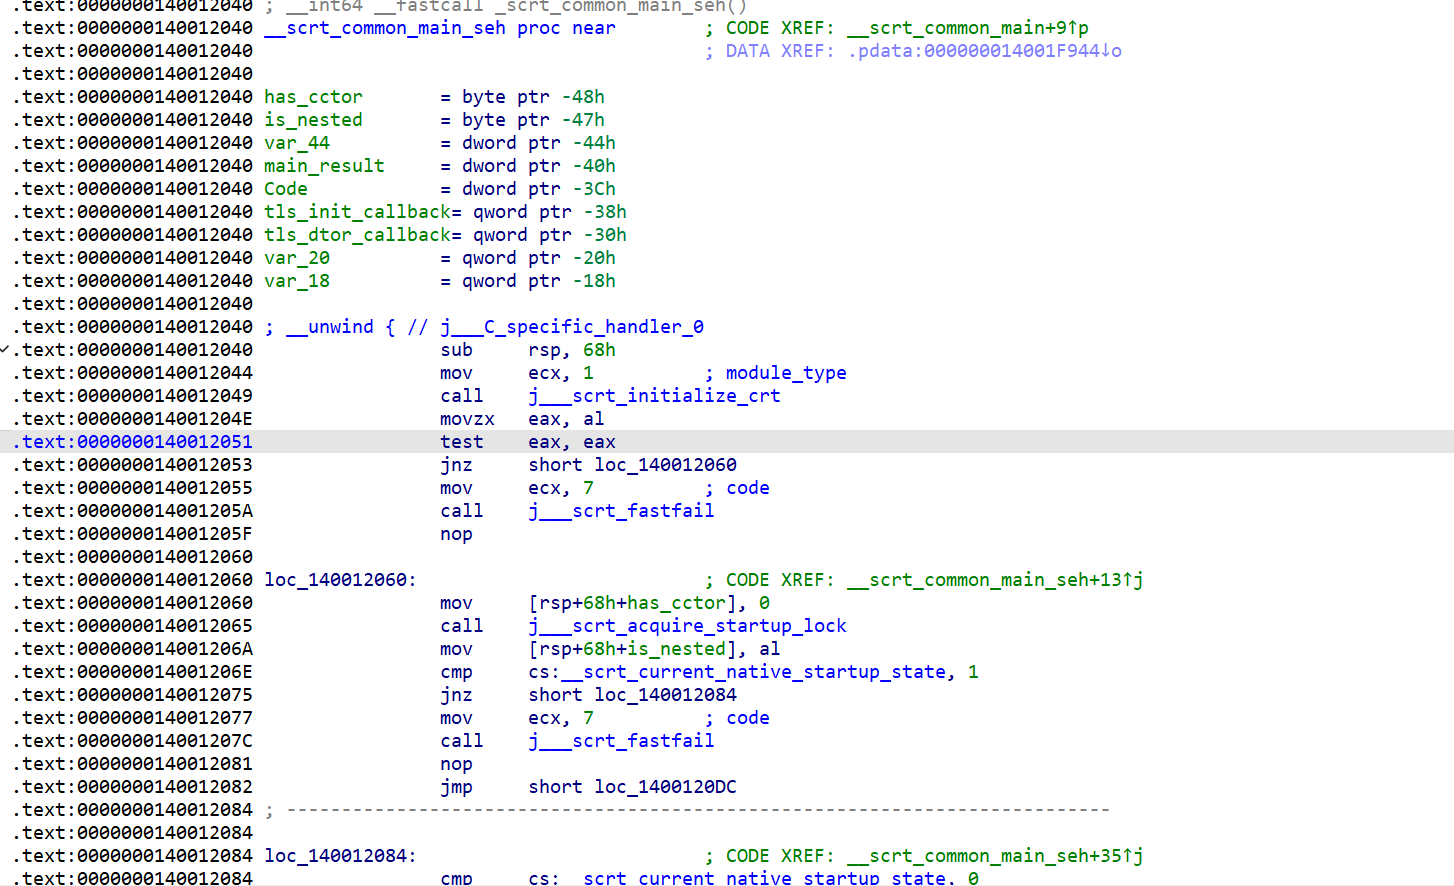 .text:0000000140012040 ; __int64 __fastcall _scrt_common_main_seh()
.text:0000000140012040 __scrt_common_main_seh proc near        ; CODE XREF: __scrt_common_main+9↑p
.text:0000000140012040                                         ; DATA XREF: .pdata:000000014001F944↓o
.text:0000000140012040
.text:0000000140012040 has_cctor       = byte ptr -48h
.text:0000000140012040 is_nested       = byte ptr -47h
.text:0000000140012040 var_44          = dword ptr -44h
.text:0000000140012040 main_result     = dword ptr -40h
.text:0000000140012040 Code            = dword ptr -3Ch
.text:0000000140012040 tls_init_callback= qword ptr -38h
.text:0000000140012040 tls_dtor_callback= qword ptr -30h
.text:0000000140012040 var_20          = qword ptr -20h
.text:0000000140012040 var_18          = qword ptr -18h
.text:0000000140012040
.text:0000000140012040 ; __unwind { // j___C_specific_handler_0
.text:0000000140012040                 sub     rsp, 68h
.text:0000000140012044                 mov     ecx, 1          ; module_type
.text:0000000140012049                 call    j___scrt_initialize_crt
.text:000000014001204E                 movzx   eax, al
.text:0000000140012051                 test    eax, eax
.text:0000000140012053                 jnz     short loc_140012060
.text:0000000140012055                 mov     ecx, 7          ; code
.text:000000014001205A                 call    j___scrt_fastfail
.text:000000014001205F                 nop
.text:0000000140012060
.text:0000000140012060 loc_140012060:                          ; CODE XREF: __scrt_common_main_seh+13↑j
.text:0000000140012060                 mov     [rsp+68h+has_cctor], 0
.text:0000000140012065                 call    j___scrt_acquire_startup_lock
.text:000000014001206A                 mov     [rsp+68h+is_nested], al
.text:000000014001206E                 cmp     cs:__scrt_current_native_startup_state, 1
.text:0000000140012075                 jnz     short loc_140012084
.text:0000000140012077                 mov     ecx, 7          ; code
.text:000000014001207C                 call    j___scrt_fastfail
.text:0000000140012081                 nop
.text:0000000140012082                 jmp     short loc_1400120DC
.text:0000000140012084 ; ---------------------------------------------------------------------------
.text:0000000140012084
.text:0000000140012084 loc_140012084:                          ; CODE XREF: __scrt_common_main_seh+35↑j
.text:0000000140012084                 cmp     cs:__scrt_current_native_startup_state, 0